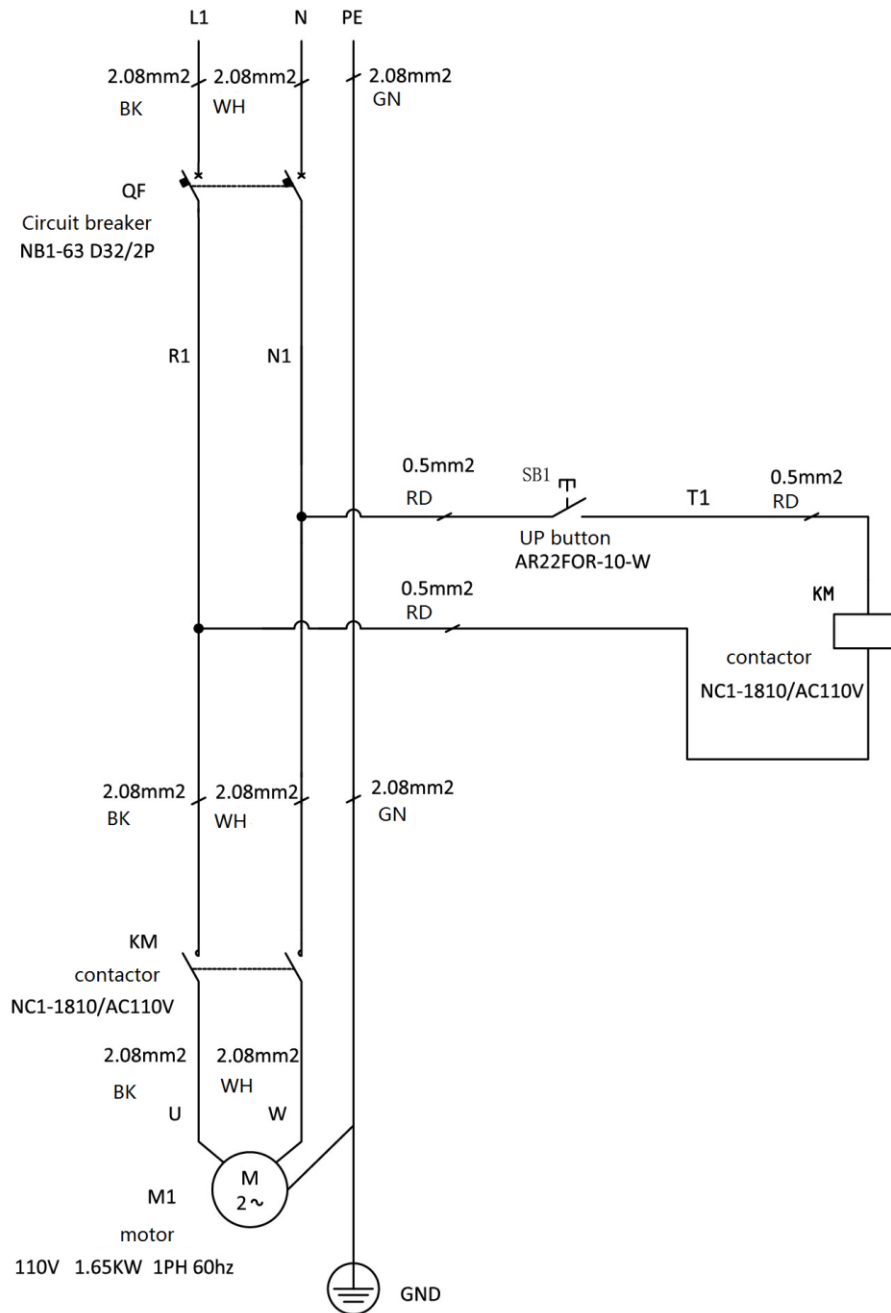 L1 N PE
2.08mm2 2.08mm2 2.08mm2
BK WH GN
QF
Circuit breaker
NB1-63 D32/2P
R1 N1
0.5mm2 SB1 0.5mm2
RD T1 RD
UP button
AR22FOR-10-W
0.5mm2
RD KM
contactor
NC1-1810/AC110V
2.08mm2 2.08mm2 2.08mm2
BK WH GN
KM
contactor
NC1-1810/AC110V
2.08mm2 2.08mm2
BK WH
U W
M
2~
M1
motor
110V 1.65KW 1PH 60hz
GND